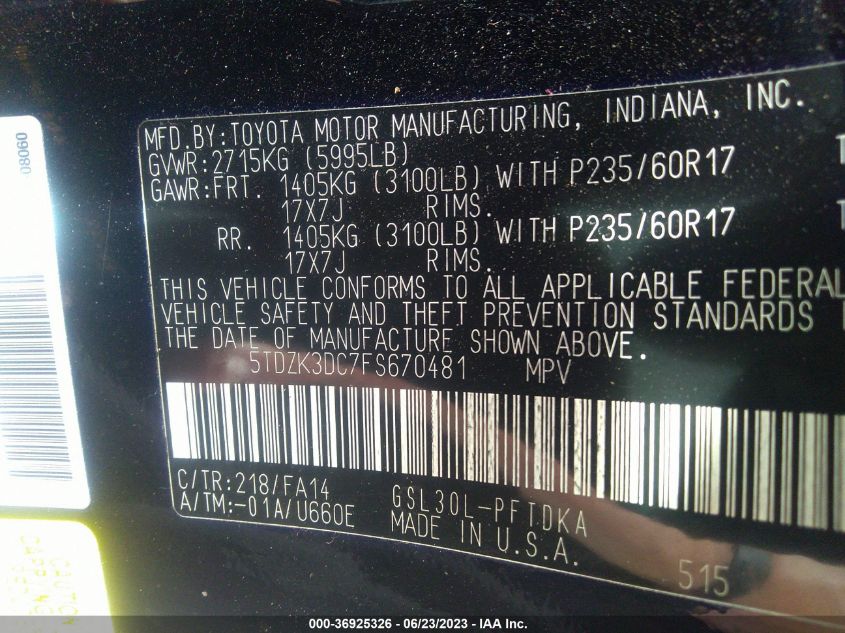 08060
MFD.BY:TOYOTA MOTOR MANUFACTURING, INDIANA, INC.
GVWR:2715KG (5995LB)
GAWR:FRT. 1405KG (3100LB) WITH P235/60R17
17X7J RIMS.
RR. 1405KG (3100LB) WITH P235/60R17
17X7J RIMS.
THIS VEHICLE CONFORMS TO ALL APPLICABLE FEDERAL
VEHICLE SAFETY AND THEFT PREVENTION STANDARDS
THE DATE OF MANUFACTURE SHOWN ABOVE.
5TDZK3DC7FS670481 MPV
C/TR:218/FA14 GSL30L-PFTDKA
A/TM:-01A/U660E MADE IN U.S.A.
515
CAUTION
000-36925326 - 06/23/2023 - IAA Inc.